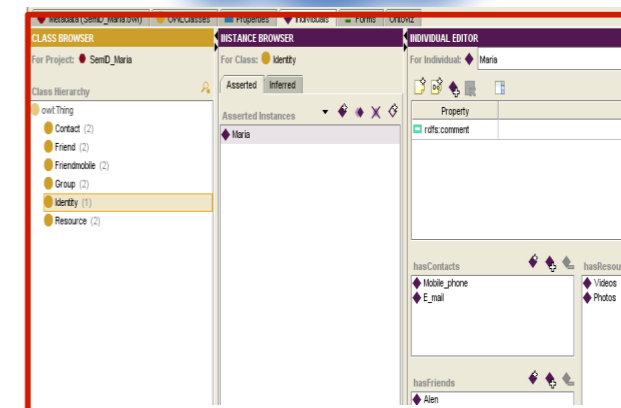 Metadata (SemID_Maria.owl) OWLClasses Properties Individuals Forms OntoViz
CLASS BROWSER
For Project: SemID_Maria
Class Hierarchy
owl:Thing
Contact (2)
Friend (2)
Friendmobile (2)
Group (2)
Identity (1)
Resource (2)
INSTANCE BROWSER
For Class: Identity
Asserted Inferred
Asserted Instances
Maria
INDIVIDUAL EDITOR
For Individual: Maria
Property
rdfs:comment
hasContacts
Mobile_phone
E_mail
hasResou
Videos
Photos
hasFriends
Alen